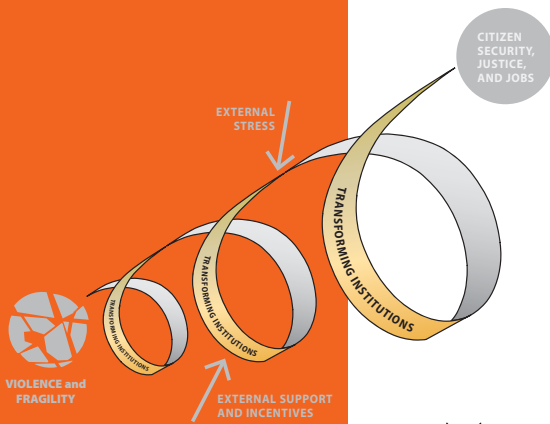 CITIZEN
SECURITY,
JUSTICE,
AND JOBS
EXTERNAL
STRESS
TRANSFORMING INSTITUTIONS
TRANSFORMING INSTITUTIONS
TRANSFORMING INSTITUTIONS
VIOLENCE and
FRAGILITY
EXTERNAL SUPPORT
AND INCENTIVES